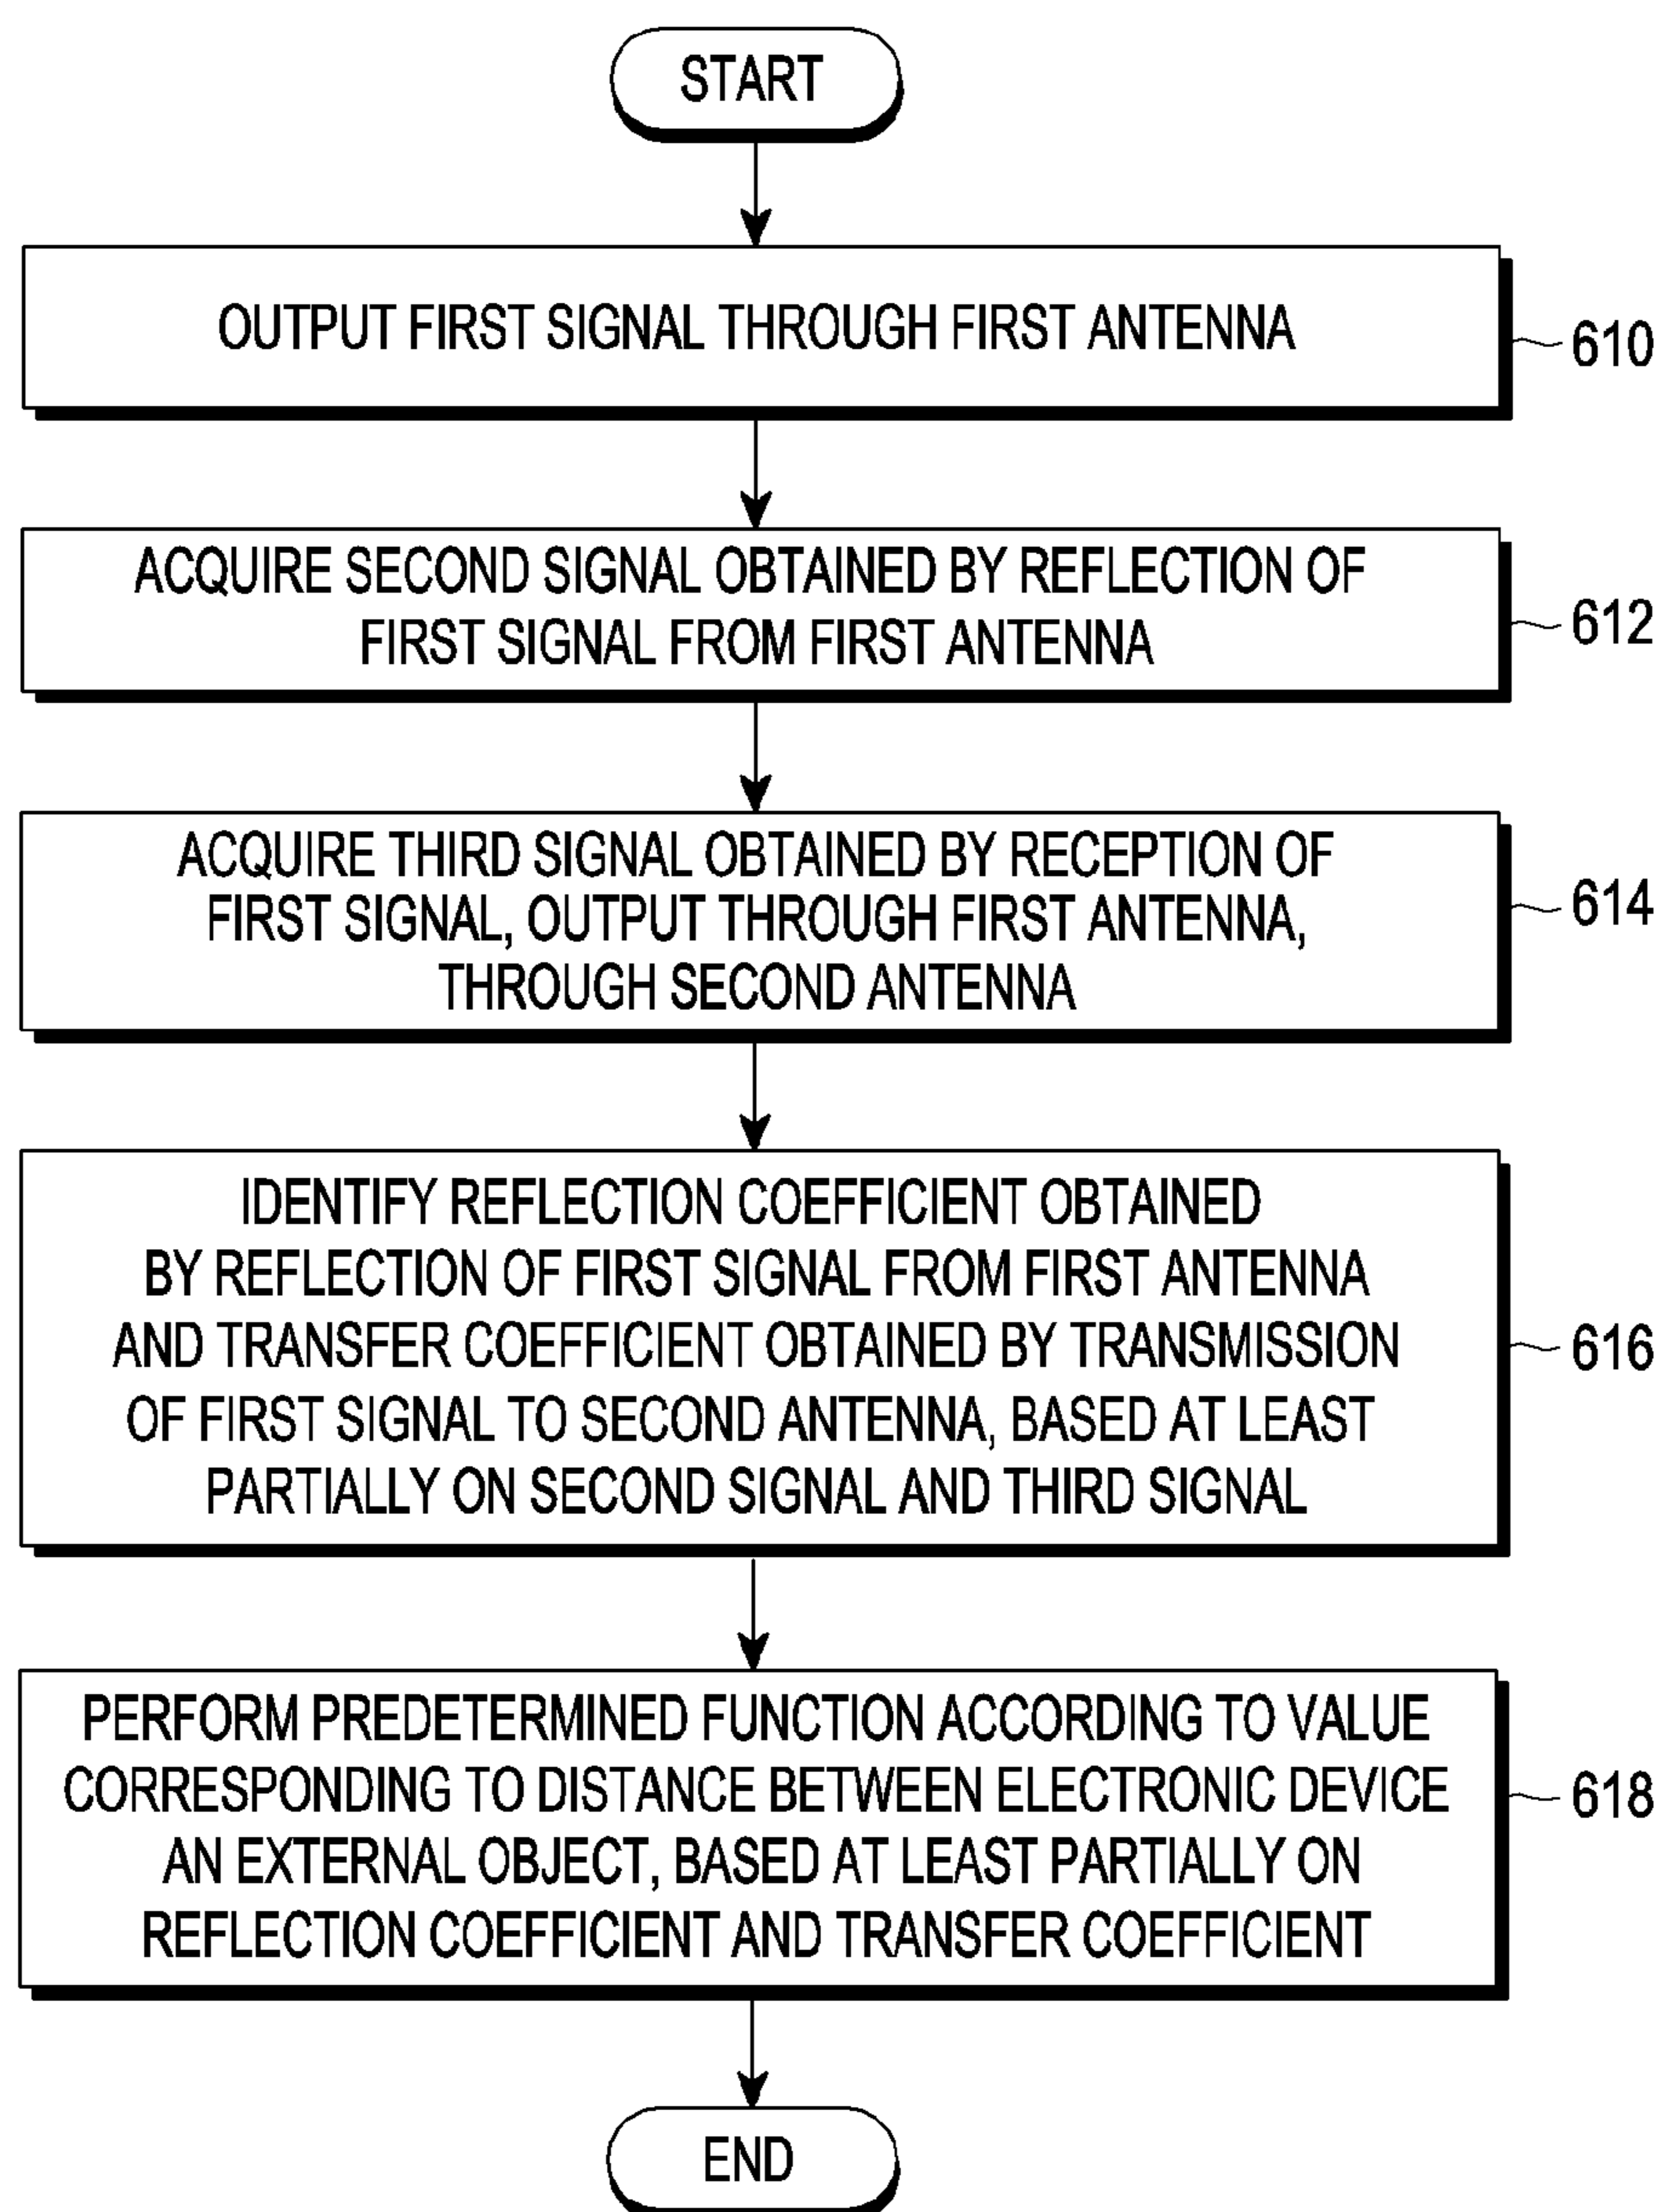 START
OUTPUT FIRST SIGNAL THROUGH FIRST ANTENNA
610
ACQUIRE SECOND SIGNAL OBTAINED BY REFLECTION OF
FIRST SIGNAL FROM FIRST ANTENNA
612
ACQUIRE THIRD SIGNAL OBTAINED BY RECEPTION OF
FIRST SIGNAL, OUTPUT THROUGH FIRST ANTENNA,
THROUGH SECOND ANTENNA
614
IDENTIFY REFLECTION COEFFICIENT OBTAINED
BY REFLECTION OF FIRST SIGNAL FROM FIRST ANTENNA
AND TRANSFER COEFFICIENT OBTAINED BY TRANSMISSION
OF FIRST SIGNAL TO SECOND ANTENNA, BASED AT LEAST
PARTIALLY ON SECOND SIGNAL AND THIRD SIGNAL
616
PERFORM PREDETERMINED FUNCTION ACCORDING TO VALUE
CORRESPONDING TO DISTANCE BETWEEN ELECTRONIC DEVICE
AN EXTERNAL OBJECT, BASED AT LEAST PARTIALLY ON
REFLECTION COEFFICIENT AND TRANSFER COEFFICIENT
618
END